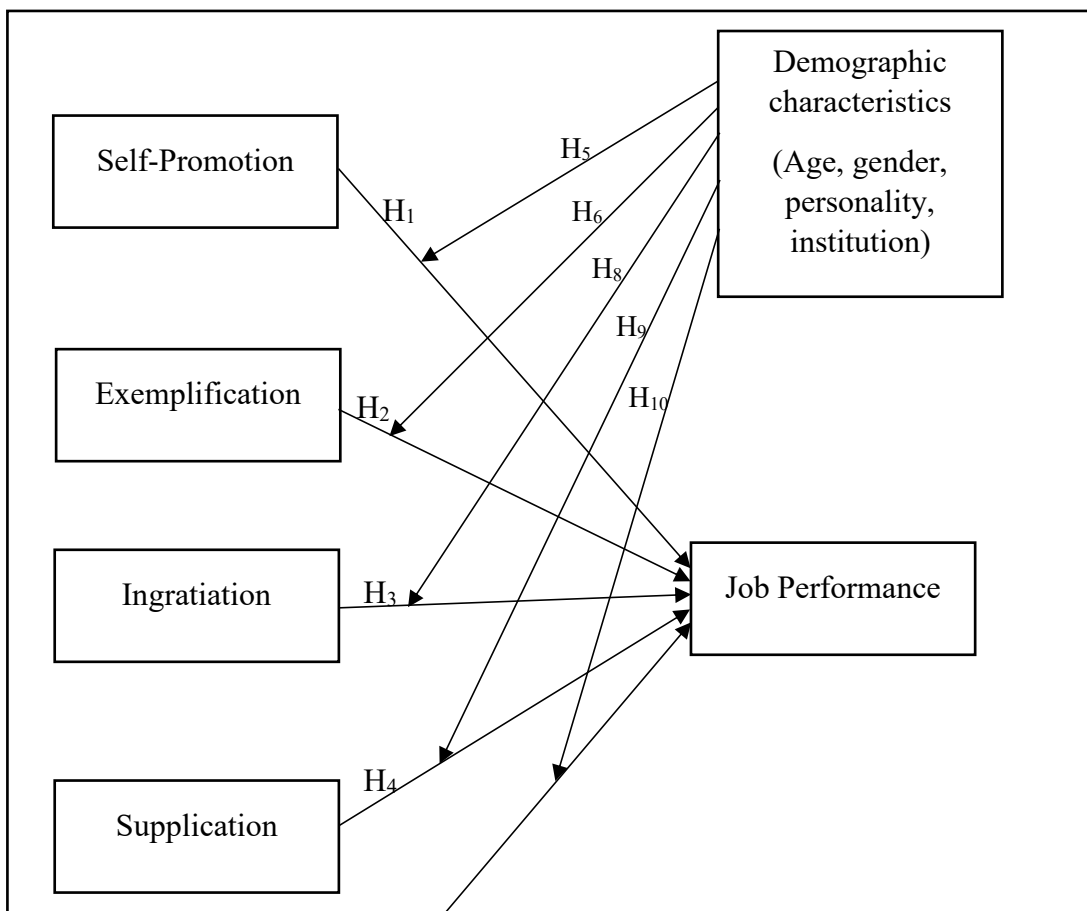 Demographic
characteristics
(Age, gender,
personality,
institution)
Self-Promotion
H5
H1
H6
H8
H9
Exemplification
H2
H10
Ingratiation
H3
Job Performance
H4
Supplication